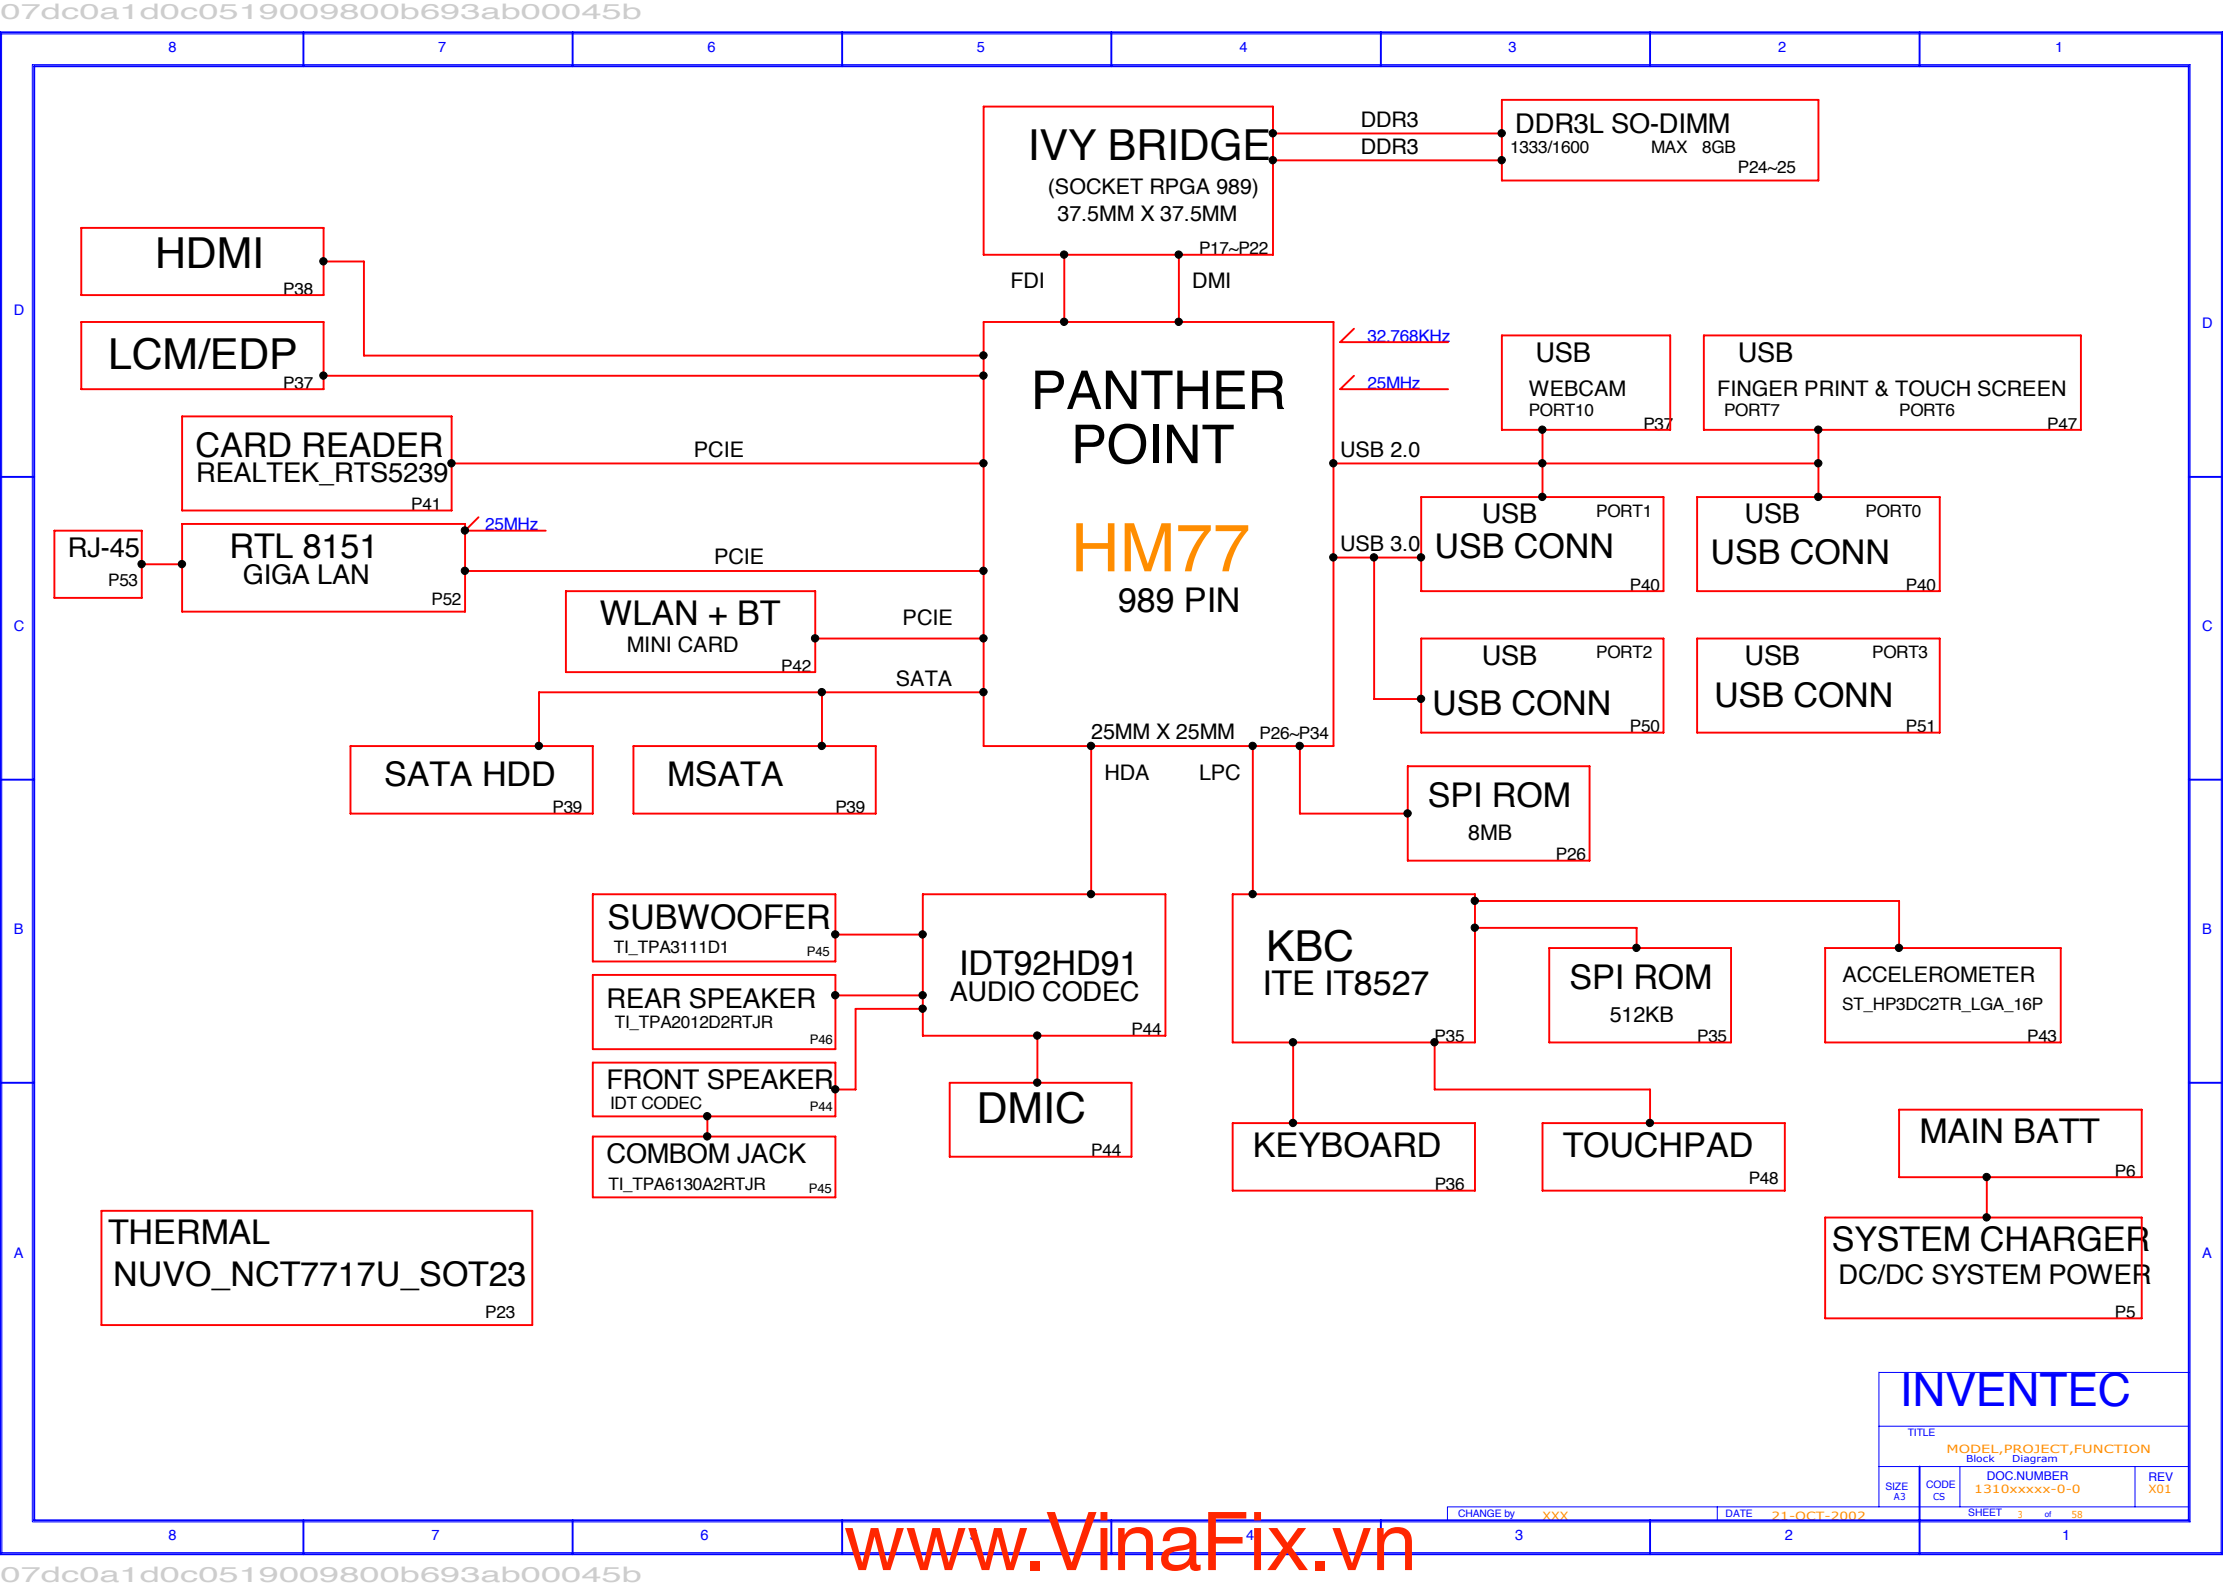 07dc0a1d0c0519009800b693ab00045b
8 7 6 5 4 3 2 1
IVY BRIDGE
(SOCKET RPGA 989)
37.5MM X 37.5MM
P17~P22
DDR3
DDR3
DDR3L SO-DIMM
1333/1600 MAX 8GB
P24~25
HDMI
P38
FDI
DMI
D
D
LCM/EDP
P37
32.768KHz
25MHz
PANTHER
POINT
HM77
989 PIN
25MM X 25MM P26~P34
USB
WEBCAM
PORT10
P37
USB
FINGER PRINT & TOUCH SCREEN
PORT7 PORT6
P47
CARD READER
REALTEK_RTS5239
P41
PCIE
USB 2.0
RJ-45
P53
RTL 8151
GIGA LAN
P52
25MHz
PCIE
USB 3.0
USB PORT1
USB CONN
P40
USB PORT0
USB CONN
P40
WLAN + BT
MINI CARD
P42
PCIE
C
C
SATA
USB PORT2
USB CONN
P50
USB PORT3
USB CONN
P51
SATA HDD
P39
MSATA
P39
HDA
LPC
SPI ROM
8MB
P26
B
B
SUBWOOFER
TI_TPA3111D1 P45
REAR SPEAKER
TI_TPA2012D2RTJR
P46
FRONT SPEAKER
IDT CODEC P44
COMBOM JACK
TI_TPA6130A2RTJR P45
IDT92HD91
AUDIO CODEC
P44
DMIC
P44
KBC
ITE IT8527
P35
SPI ROM
512KB
P35
ACCELEROMETER
ST_HP3DC2TR_LGA_16P
P43
KEYBOARD
P36
TOUCHPAD
P48
MAIN BATT
P6
A
A
THERMAL
NUVO_NCT7717U_SOT23
P23
SYSTEM CHARGER
DC/DC SYSTEM POWER
P5
INVENTEC
TITLE
MODEL,PROJECT,FUNCTION
Block Diagram
SIZE
A3
CODE
CS
DOC.NUMBER
1310xxxxx-0-0
REV
X01
CHANGE by XXX
DATE 21-OCT-2002
SHEET 3 of 58
8 7 6 4 3 2 1
www.VinaFix.vn
07dc0a1d0c0519009800b693ab00045b